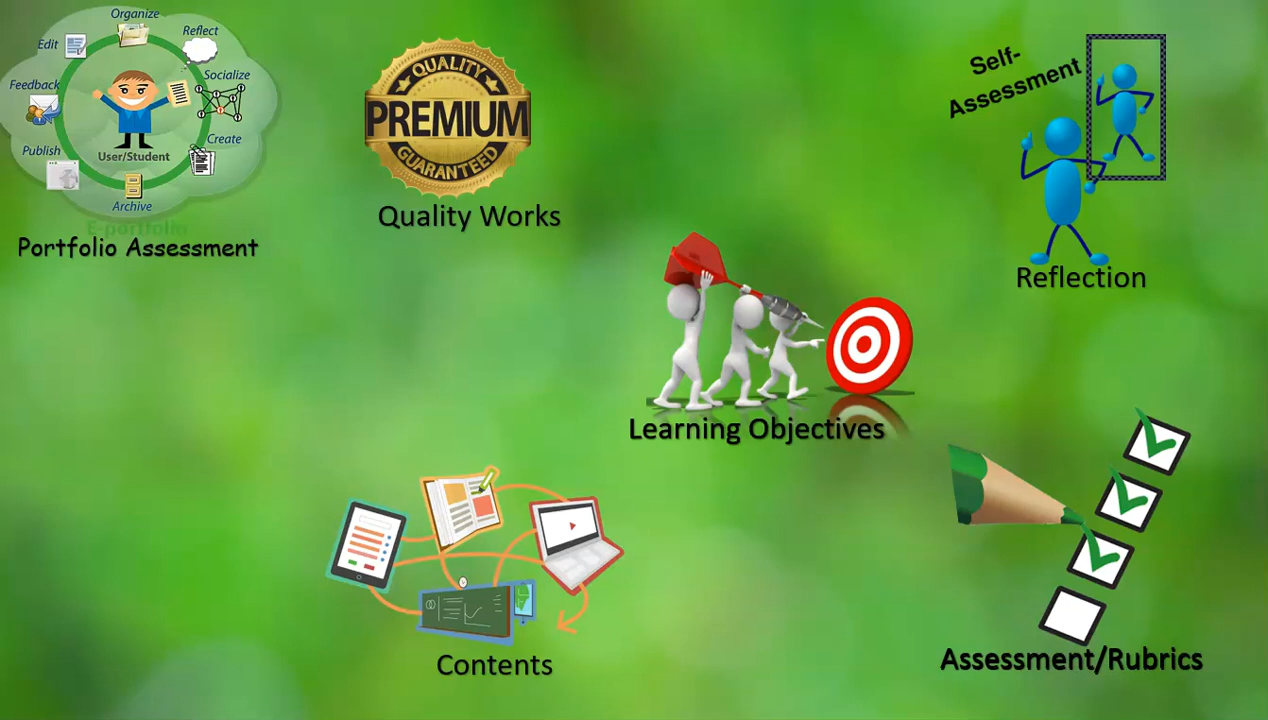 Organize
Reflect
Edit
Socialize
Feedback
Create
Publish
User/Student
Archive
E-portfolio
Portfolio Assessment
QUALITY
PREMIUM
GUARANTEED
Quality Works
Self-
Assessment
Reflection
Learning Objectives
Contents
Assessment/Rubrics